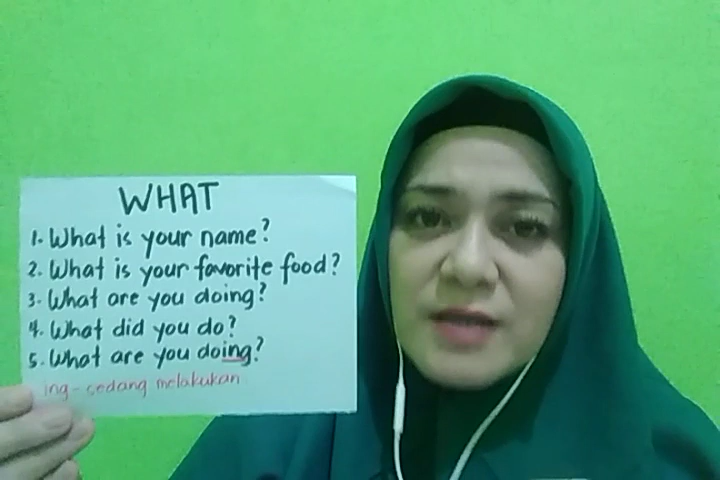 WHAT
1. What is your name?
2. What is your favorite food?
3. What are you doing?
4. What did you do?
5. What are you doing?
ing - sedang melakukan